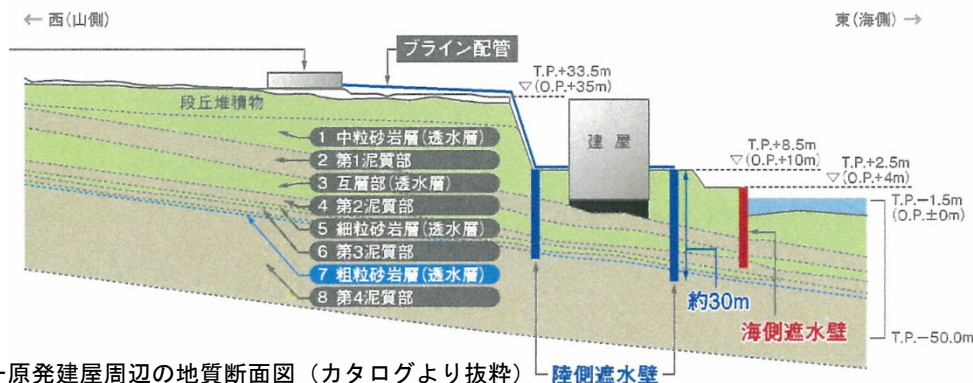 ← 西(山側)
東(海側) →
ブライン配管
T.P.+33.5m
▽(O.P.+35m)
段丘堆積物
1 中粒砂岩層(透水層)
2 第1泥質部
3 互層部(透水層)
4 第2泥質部
5 細粒砂岩層(透水層)
6 第3泥質部
7 粗粒砂岩層(透水層)
8 第4泥質部
建屋
T.P.+8.5m
▽(O.P.+10m)
T.P.+2.5m
▽(O.P.+4m)
T.P.-1.5m
(O.P.±0m)
約30m
海側遮水壁
T.P.-50.0m
原発建屋周辺の地質断面図（カタログより抜粋）
陸側遮水壁